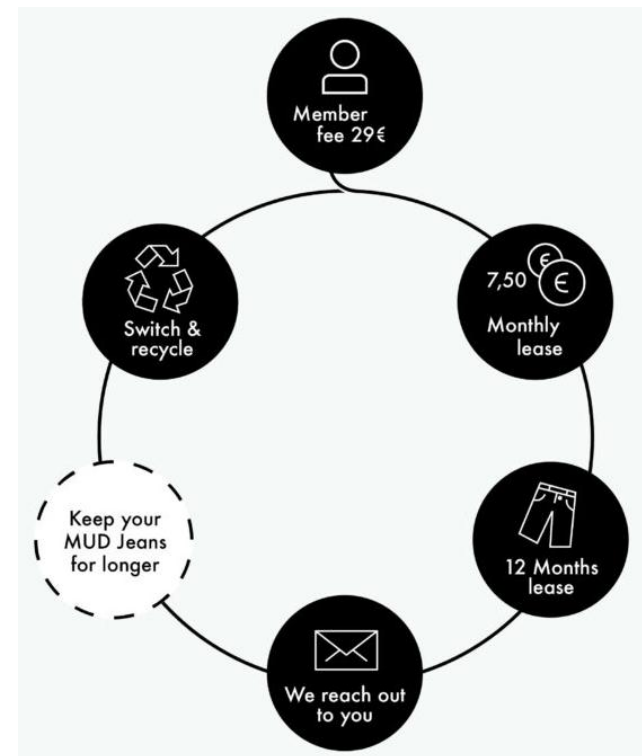 Member
fee 29€
7,50 € €
Monthly
lease
12 Months
lease
We reach out
to you
Keep your
MUD Jeans
for longer
Switch &
recycle